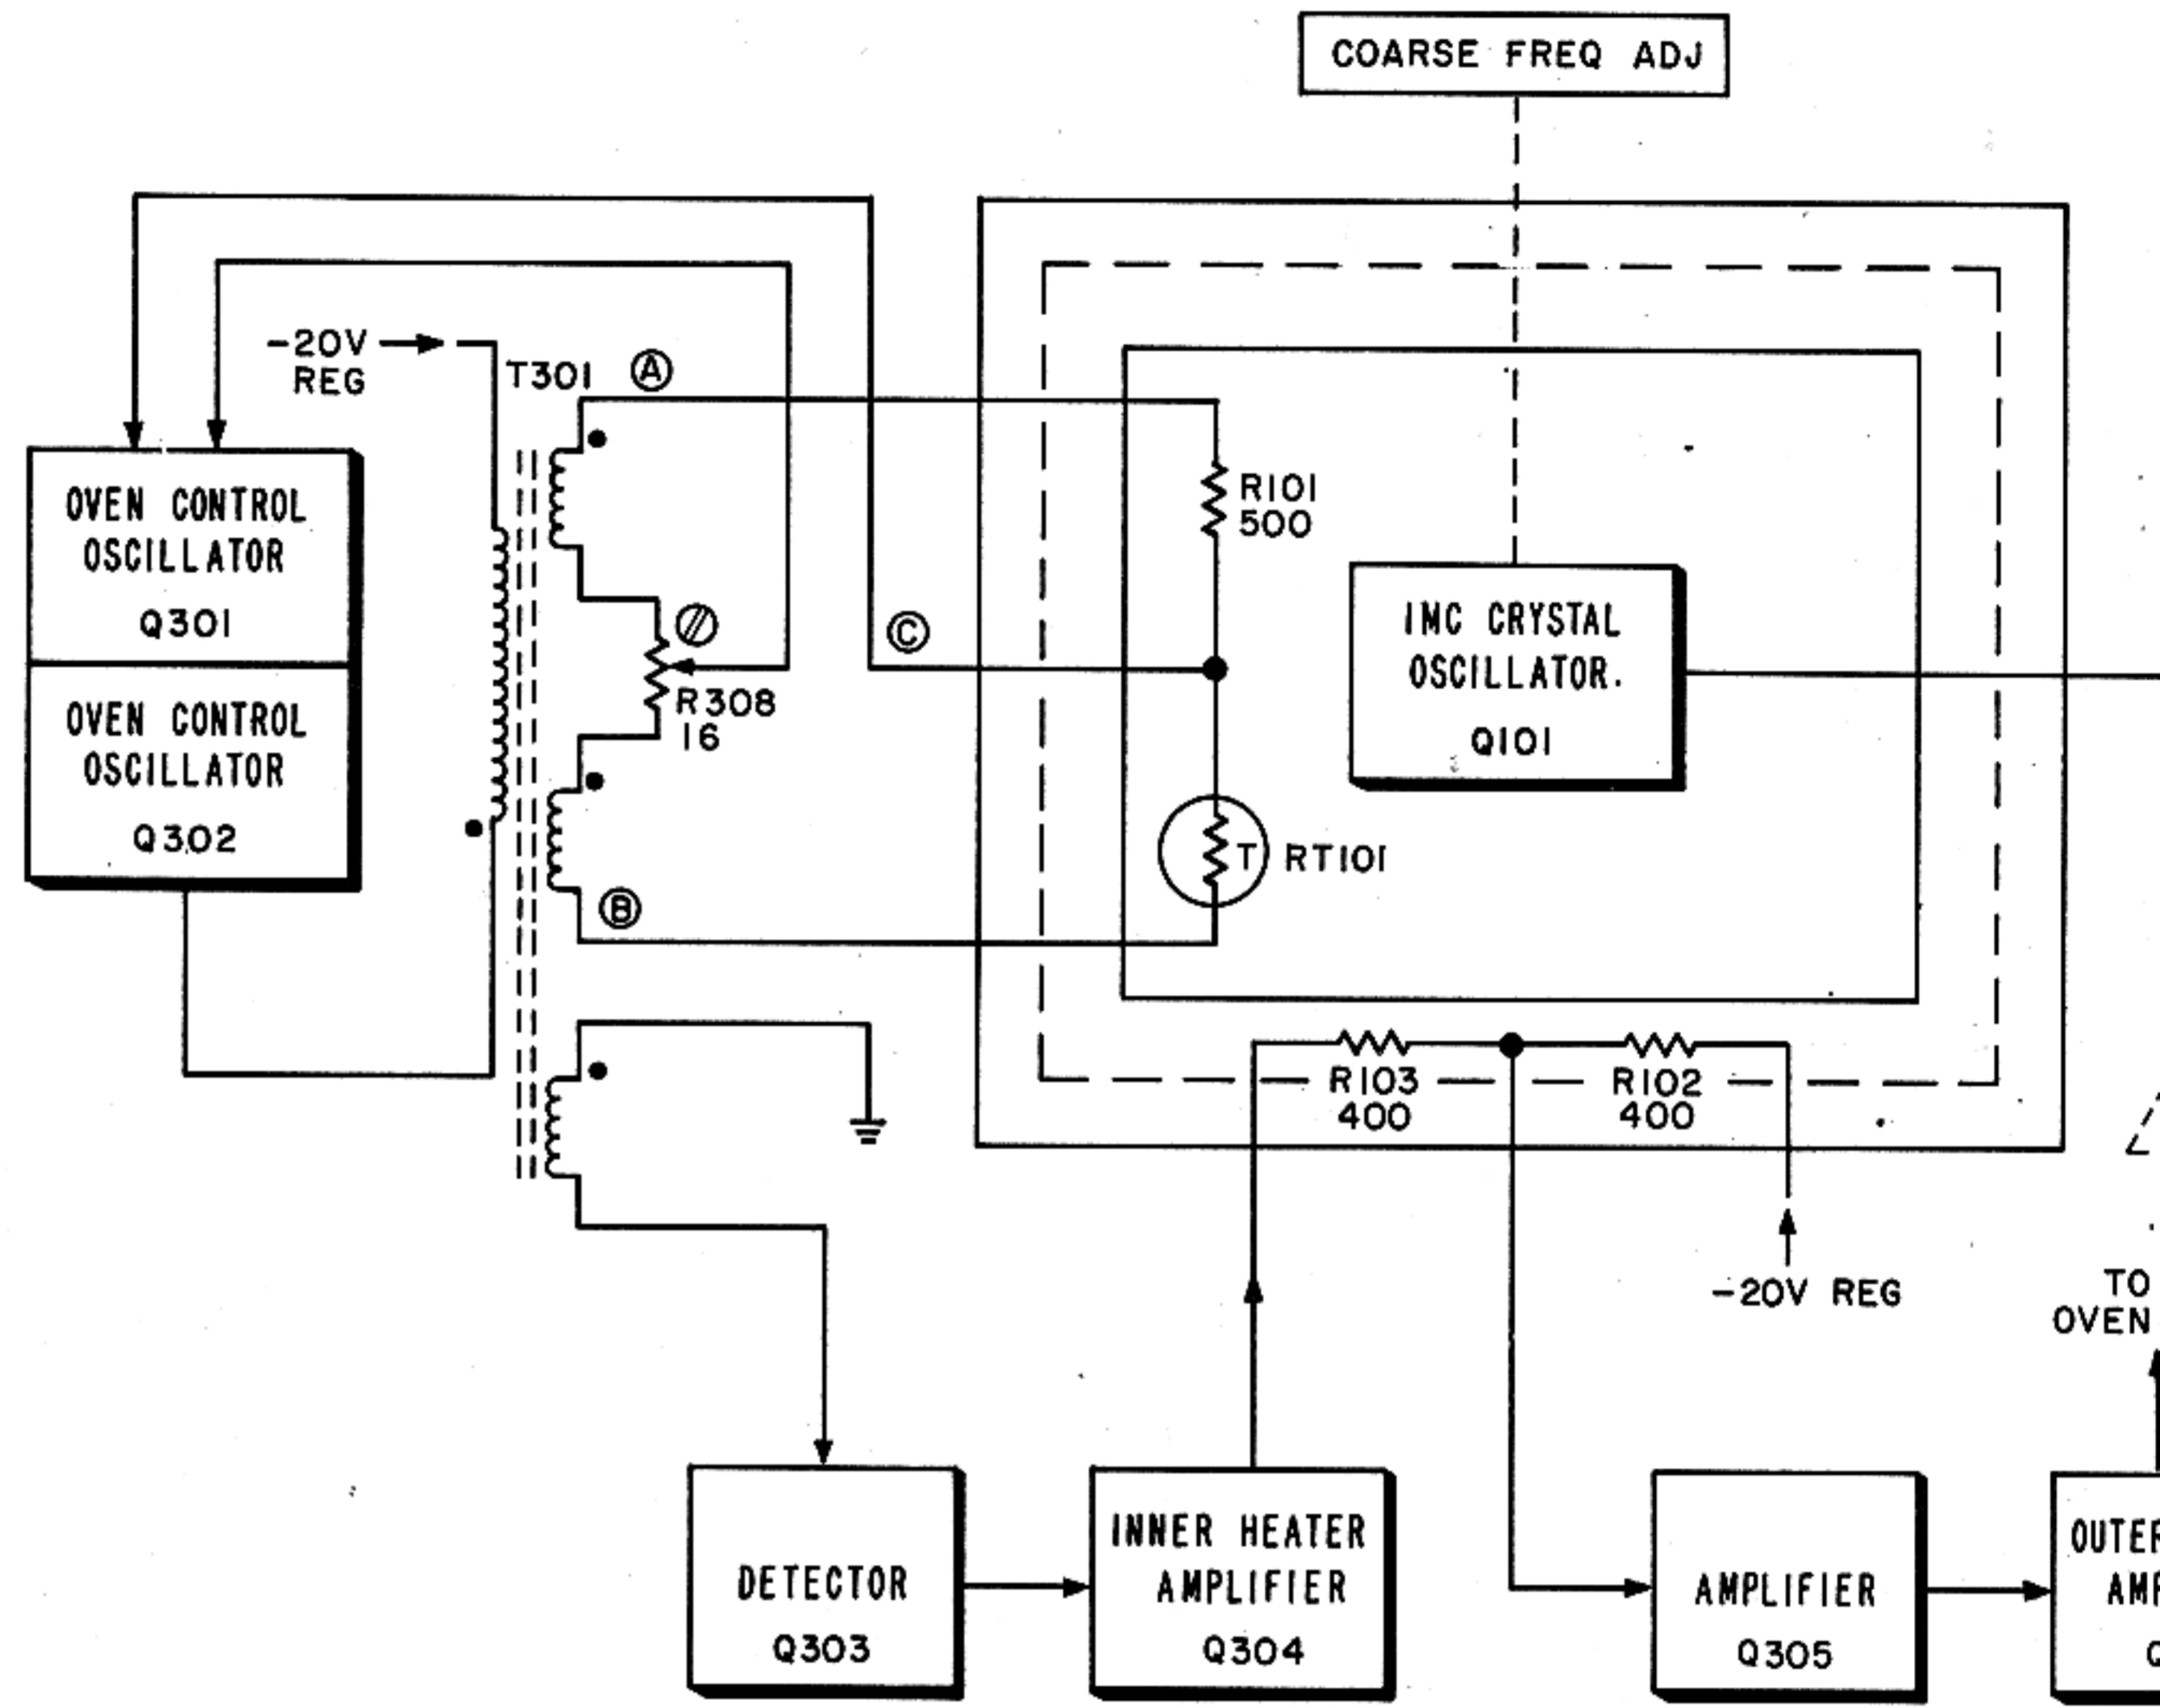 COARSE FREQ ADJ
-20V
REG
T301
A
R101
500
OVEN CONTROL
OSCILLATOR
Q301
OVEN CONTROL
OSCILLATOR
Q302
C
R308
16
1MC CRYSTAL
OSCILLATOR.
Q101
T
RT101
B
R103
400
R102
400
-20V REG
TO
OVEN
DETECTOR
Q303
INNER HEATER
AMPLIFIER
Q304
AMPLIFIER
Q305
OUTER